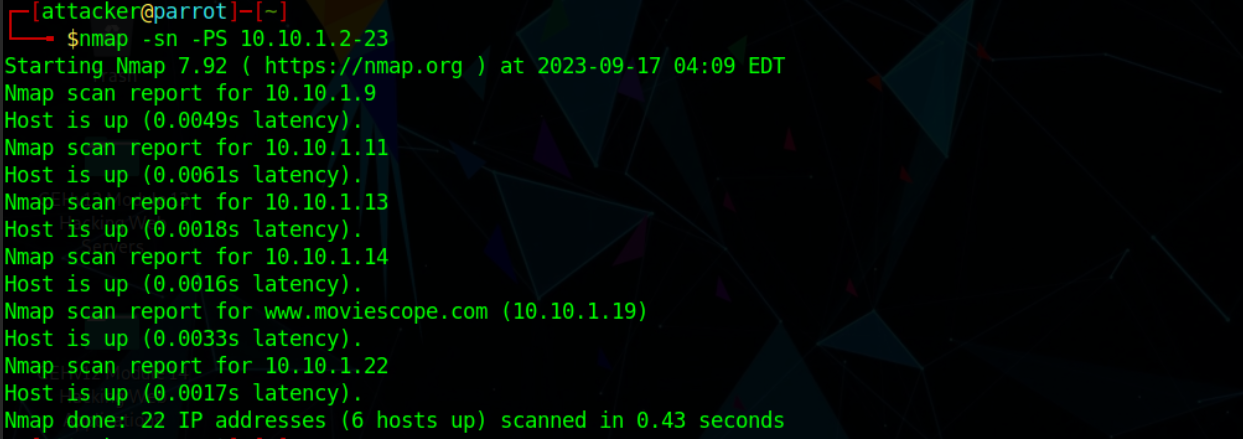 [attacker@parrot]-[~]
$nmap -sn -PS 10.10.1.2-23
Starting Nmap 7.92 ( https://nmap.org ) at 2023-09-17 04:09 EDT
Nmap scan report for 10.10.1.9
Host is up (0.0049s latency).
Nmap scan report for 10.10.1.11
Host is up (0.0061s latency).
Nmap scan report for 10.10.1.13
Host is up (0.0018s latency).
Nmap scan report for 10.10.1.14
Host is up (0.0016s latency).
Nmap scan report for www.moviescope.com (10.10.1.19)
Host is up (0.0033s latency).
Nmap scan report for 10.10.1.22
Host is up (0.0017s latency).
Nmap done: 22 IP addresses (6 hosts up) scanned in 0.43 seconds